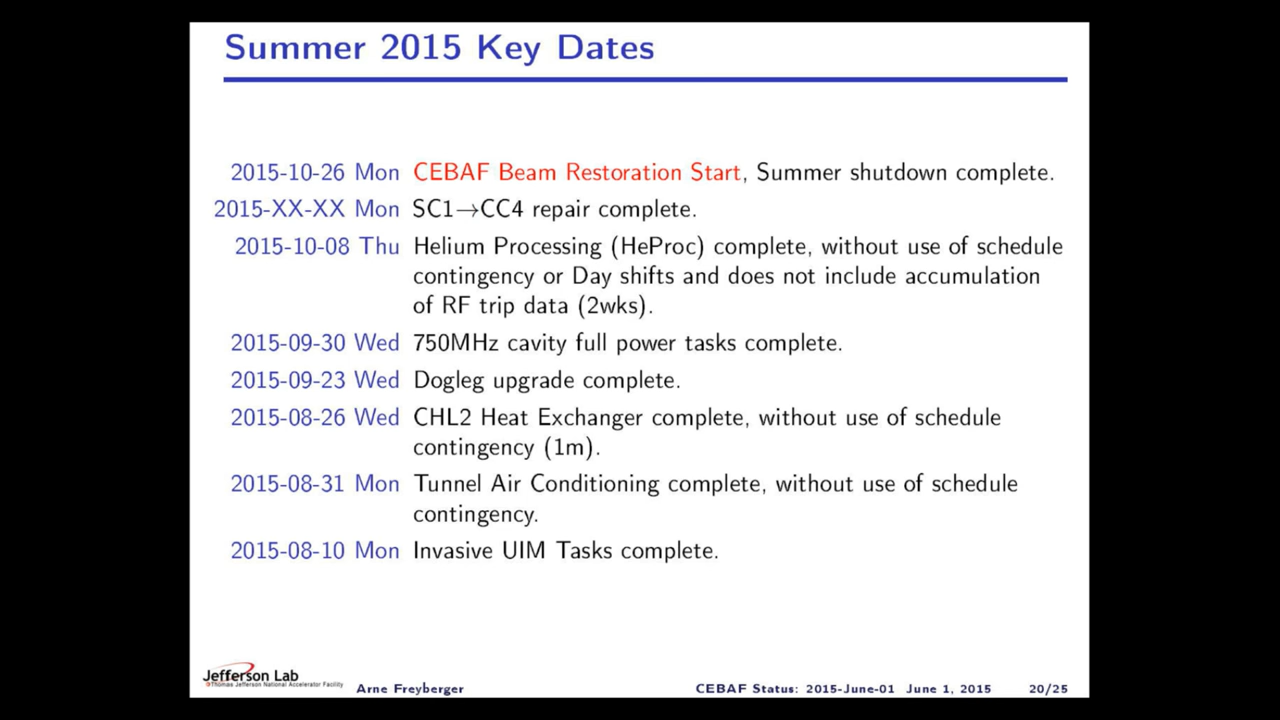 Summer 2015 Key Dates
2015-10-26 Mon CEBAF Beam Restoration Start, Summer shutdown complete.
2015-XX-XX Mon SC1→CC4 repair complete.
2015-10-08 Thu Helium Processing (HeProc) complete, without use of schedule
contingency or Day shifts and does not include accumulation
of RF trip data (2wks).
2015-09-30 Wed 750MHz cavity full power tasks complete.
2015-09-23 Wed Dogleg upgrade complete.
2015-08-26 Wed CHL2 Heat Exchanger complete, without use of schedule
contingency (1m).
2015-08-31 Mon Tunnel Air Conditioning complete, without use of schedule
contingency.
2015-08-10 Mon Invasive UIM Tasks complete.
Jefferson Lab
Thomas Jefferson National Accelerator Facility
Arne Freyberger CEBAF Status: 2015-June-01 June 1, 2015 20/25